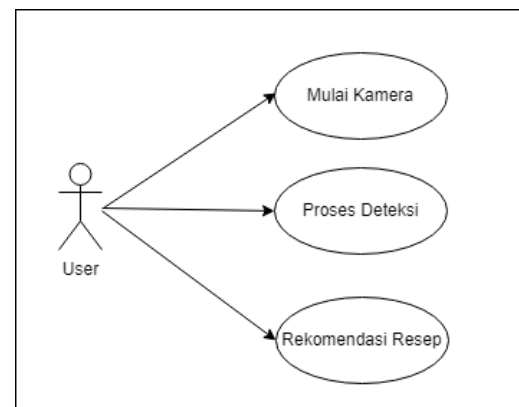 Mulai Kamera
Proses Deteksi
User
Rekomendasi Resep